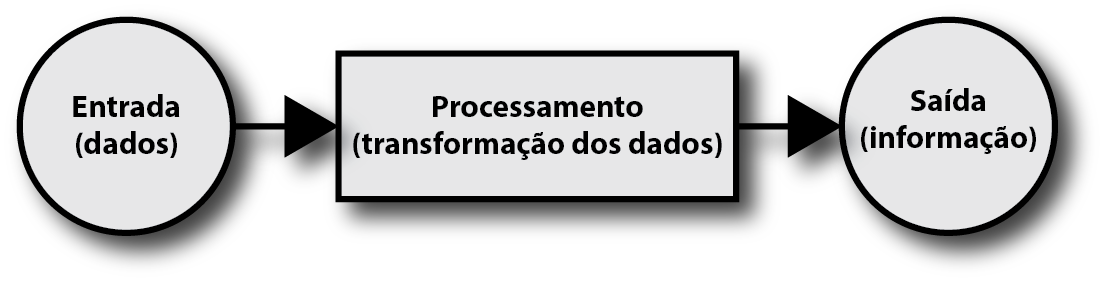 Entrada
(dados)
Processamento
(transformação dos dados)
Saída
(informação)